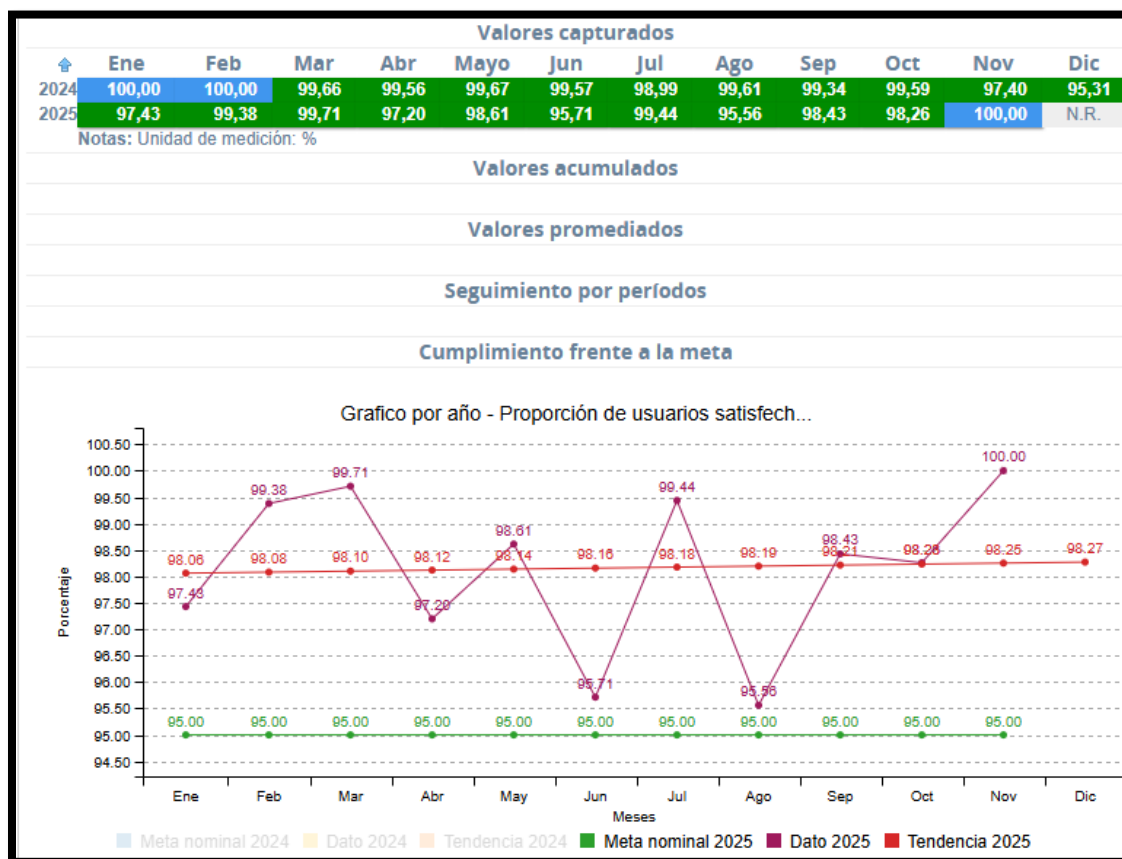 Valores capturados
Ene Feb Mar Abr Mayo Jun Jul Ago Sep Oct Nov Dic
2024 100,00 100,00 99,66 99,56 99,67 99,57 98,99 99,61 99,34 99,59 97,40 95,31
2025 97,43 99,38 99,71 97,20 98,61 95,71 99,44 95,56 98,43 98,26 100,00 N.R.
Notas: Unidad de medición: %
Valores acumulados
Valores promediados
Seguimiento por períodos
Cumplimiento frente a la meta
Grafico por año - Proporción de usuarios satisfech...
Porcentaje
100.50
100.00
99.50
99.00
98.50
98.00
97.50
97.00
96.50
96.00
95.50
95.00
94.50
97.43 99.38 99.71 97.20 98.61 95.71 99.44 95.56 98.43 98.26 100.00
98.06 98.08 98.10 98.12 98.14 98.16 98.18 98.19 98.21 98.25 98.27
95.00 95.00 95.00 95.00 95.00 95.00 95.00 95.00 95.00 95.00 95.00
Ene Feb Mar Abr May Jun Jul Ago Sep Oct Nov Dic
Meses
Meta nominal 2024 Dato 2024 Tendencia 2024 Meta nominal 2025 Dato 2025 Tendencia 2025